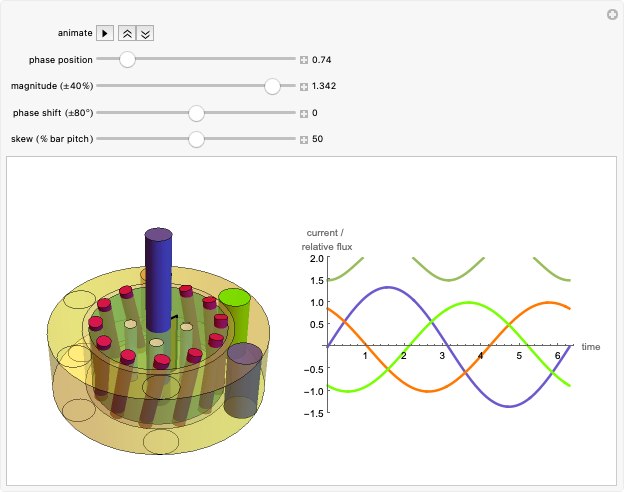 animate
phase position 0.74
magnitude (±40%) 1.342
phase shift (±80°) 0
skew (% bar pitch) 50
current /
relative flux
2.0
1.5
1.0
0.5
time
1 2 3 4 5 6
−0.5
−1.0
−1.5